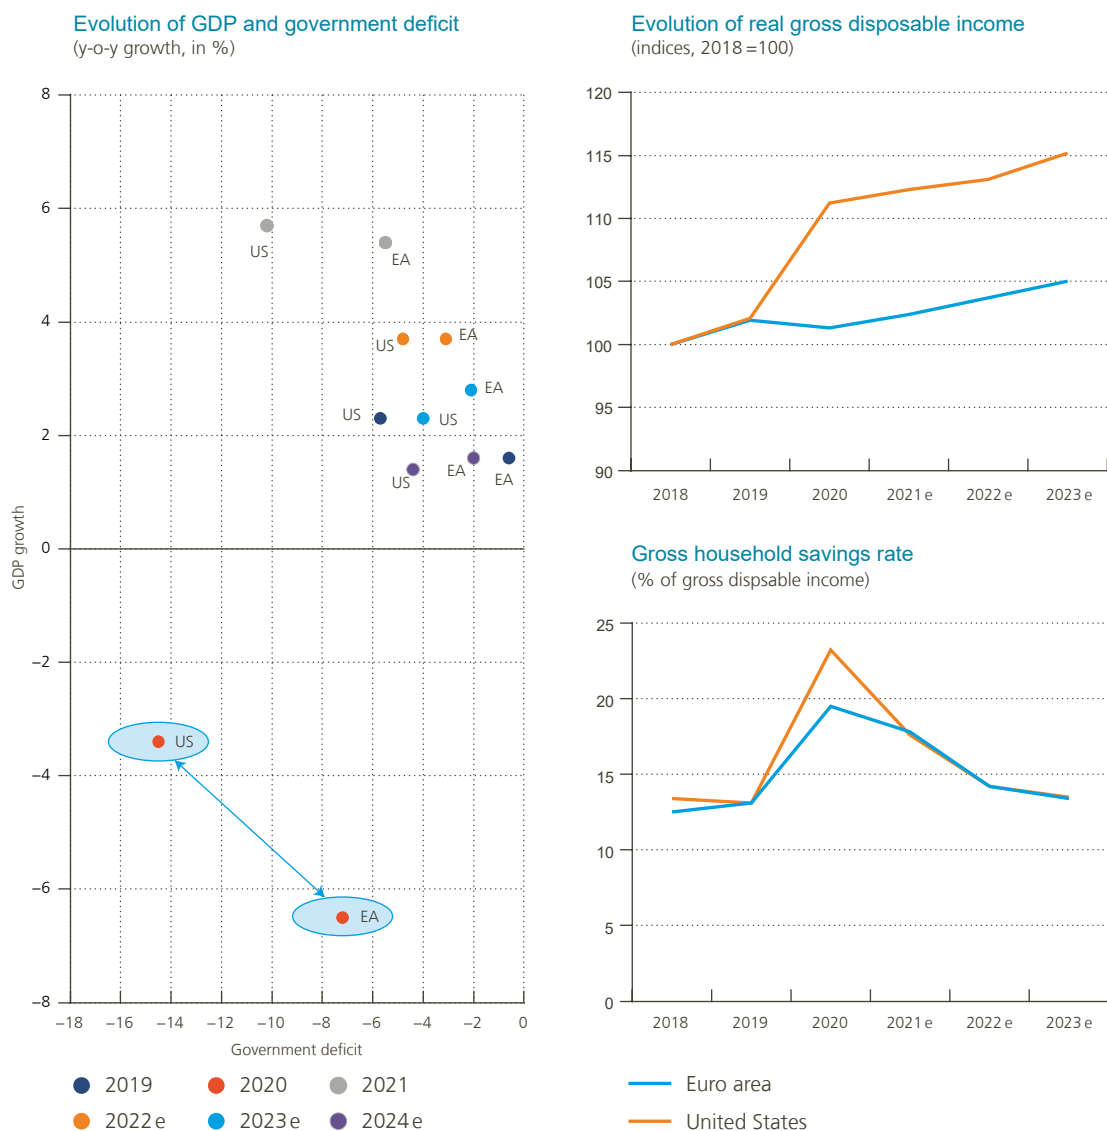 Evolution of GDP and government deficit
(y-o-y growth, in %)
8
6
4
2
0
−2
−4
−6
−8
GDP growth
US
EA
US
EA
EA
US
US
US
EA
EA
US
EA
−18 −16 −14 −12 −10 −8 −6 −4 −2 0
Government deficit
2019 2020 2021
2022 e 2023 e 2024 e
Evolution of real gross disposable income
(indices, 2018 = 100)
120
115
110
105
100
95
90
2018 2019 2020 2021 e 2022 e 2023 e
Gross household savings rate
(% of gross dispsable income)
25
20
15
10
5
0
2018 2019 2020 2021 e 2022 e 2023 e
Euro area
United States